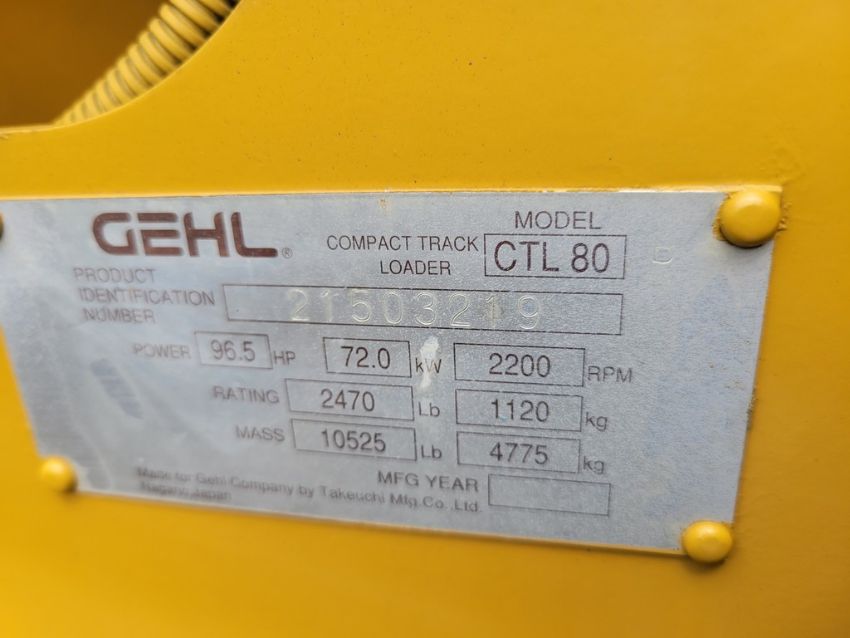 GEHL®
MODEL
COMPACT TRACK LOADER
CTL 80
PRODUCT
IDENTIFICATION
NUMBER
21503219
POWER 96.5 HP 72.0 kW 2200 RPM
RATING 2470 Lb 1120 kg
MASS 10525 Lb 4775 kg
MFG YEAR
Made for Gehl Company by Takeuchi Mfg.Co.,Ltd.
Nagano, Japan